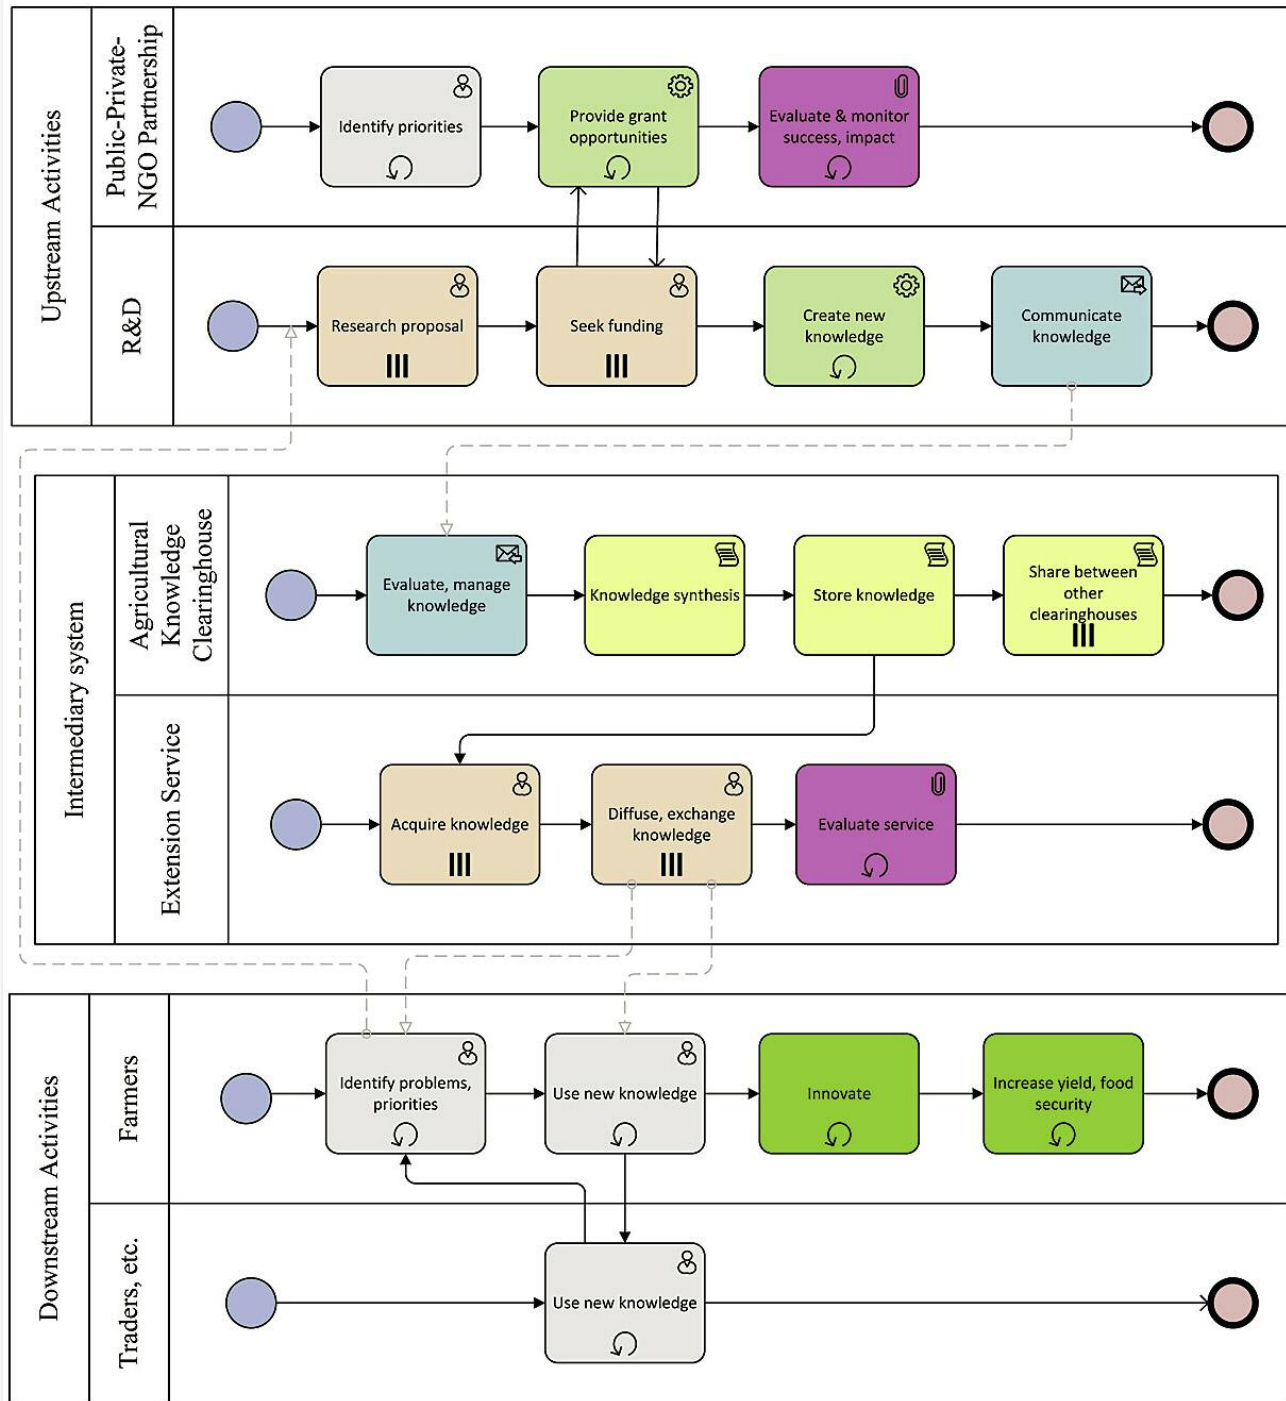 Upstream Activities
Public-Private-
NGO Partnership
Identify priorities
Provide grant
opportunities
Evaluate & monitor
success, impact
R&D
Research proposal
Seek funding
Create new
knowledge
Communicate
knowledge
Intermediary system
Agricultural
Knowledge
Clearinghouse
Evaluate, manage
knowledge
Knowledge synthesis
Store knowledge
Share between
other
clearinghouses
Extension Service
Acquire knowledge
Diffuse, exchange
knowledge
Evaluate service
Downstream Activities
Farmers
Identify problems,
priorities
Use new knowledge
Innovate
Increase yield, food
security
Traders, etc.
Use new knowledge